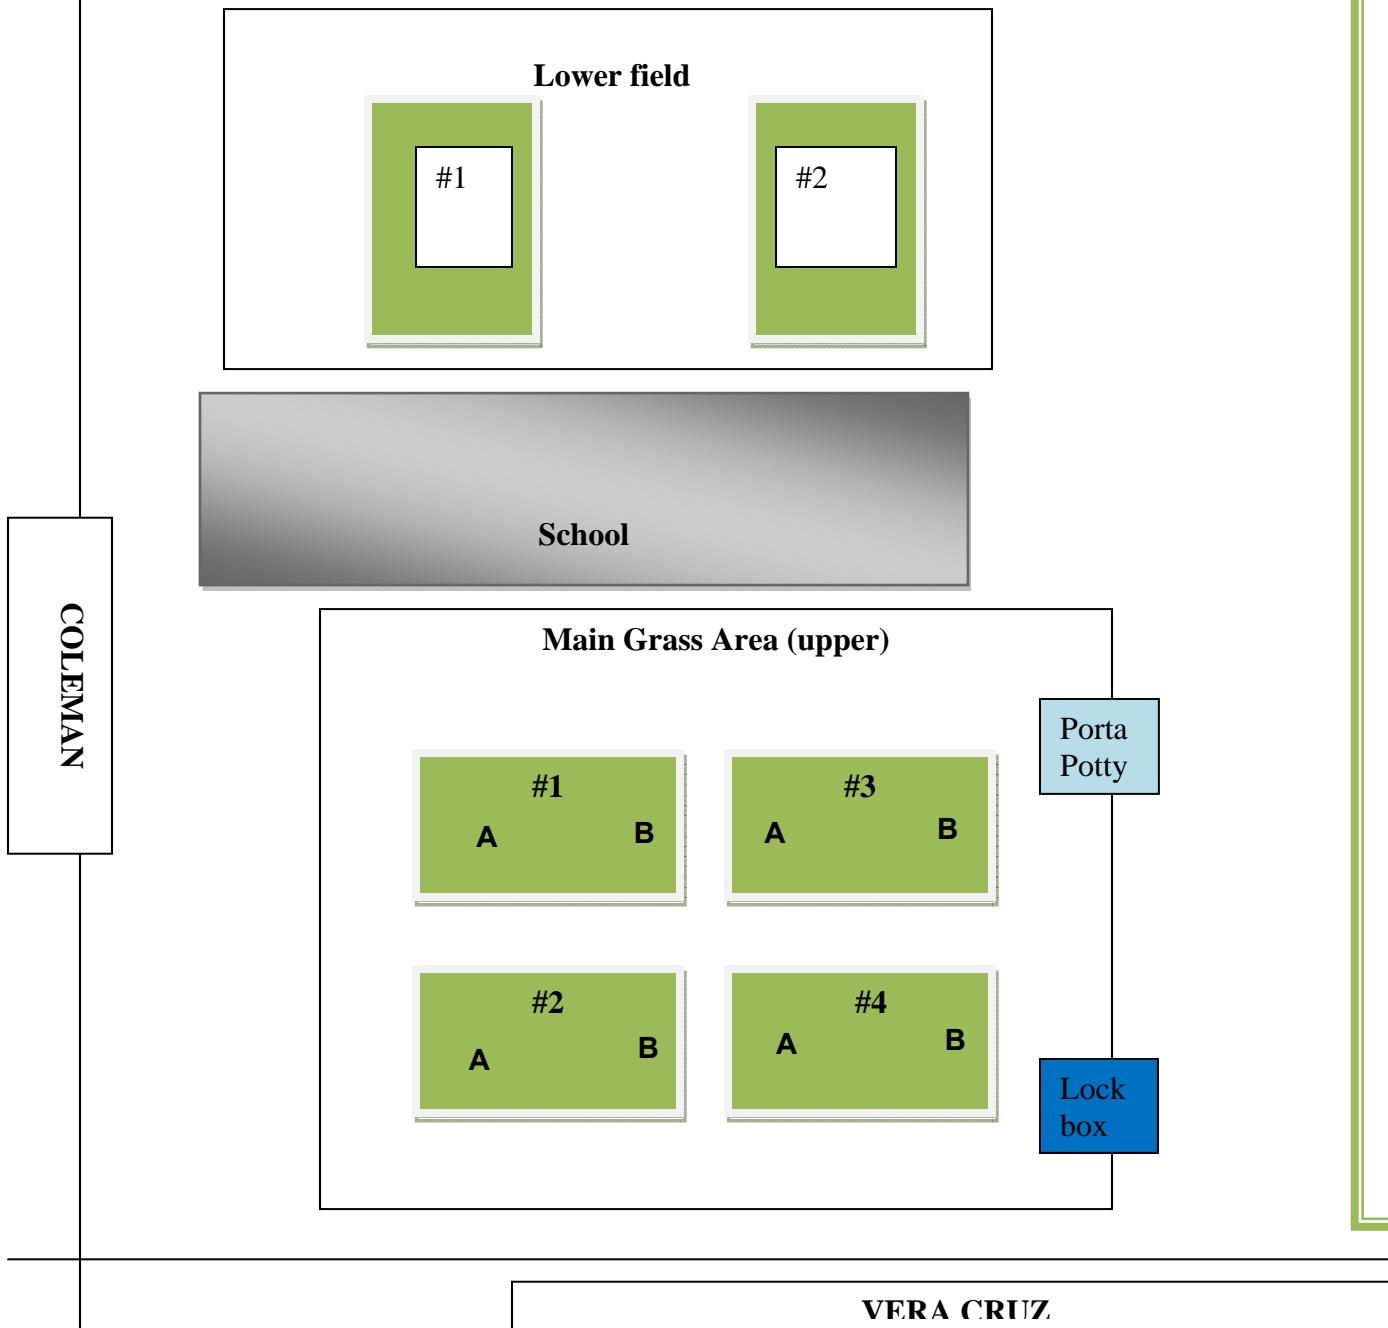 Lower field
#1
#2
School
COLEMAN
Main Grass Area (upper)
Porta
Potty
#1
A
B
#3
A
B
#2
A
B
#4
A
B
Lock
box
VERA CRUZ